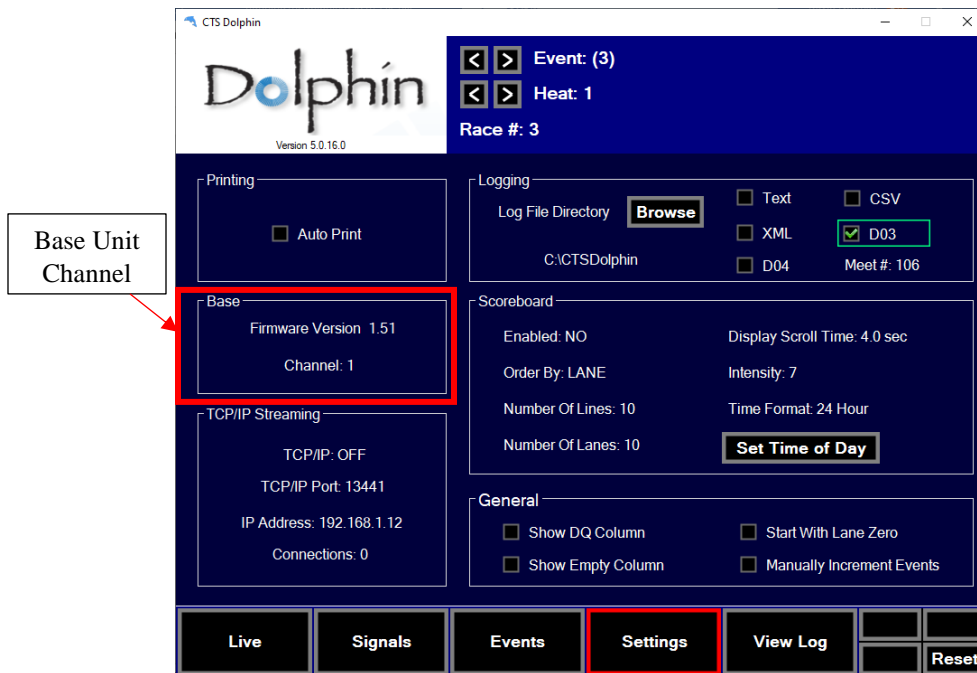 CTS Dolphin
Dolphin
Version 5.0.16.0
< > Event: (3)
< > Heat: 1
Race #: 3
Printing
Auto Print
Logging
Log File Directory
Browse
C:\CTSDolphin
Text
CSV
XML
D03
D04
Meet #: 106
Base Unit
Channel
Base
Firmware Version 1.51
Channel: 1
Scoreboard
Enabled: NO
Display Scroll Time: 4.0 sec
Order By: LANE
Intensity: 7
Number Of Lines: 10
Time Format: 24 Hour
Number Of Lanes: 10
Set Time of Day
TCP/IP Streaming
TCP/IP: OFF
TCP/IP Port: 13441
IP Address: 192.168.1.12
Connections: 0
General
Show DQ Column
Start With Lane Zero
Show Empty Column
Manually Increment Events
Live
Signals
Events
Settings
View Log
Reset